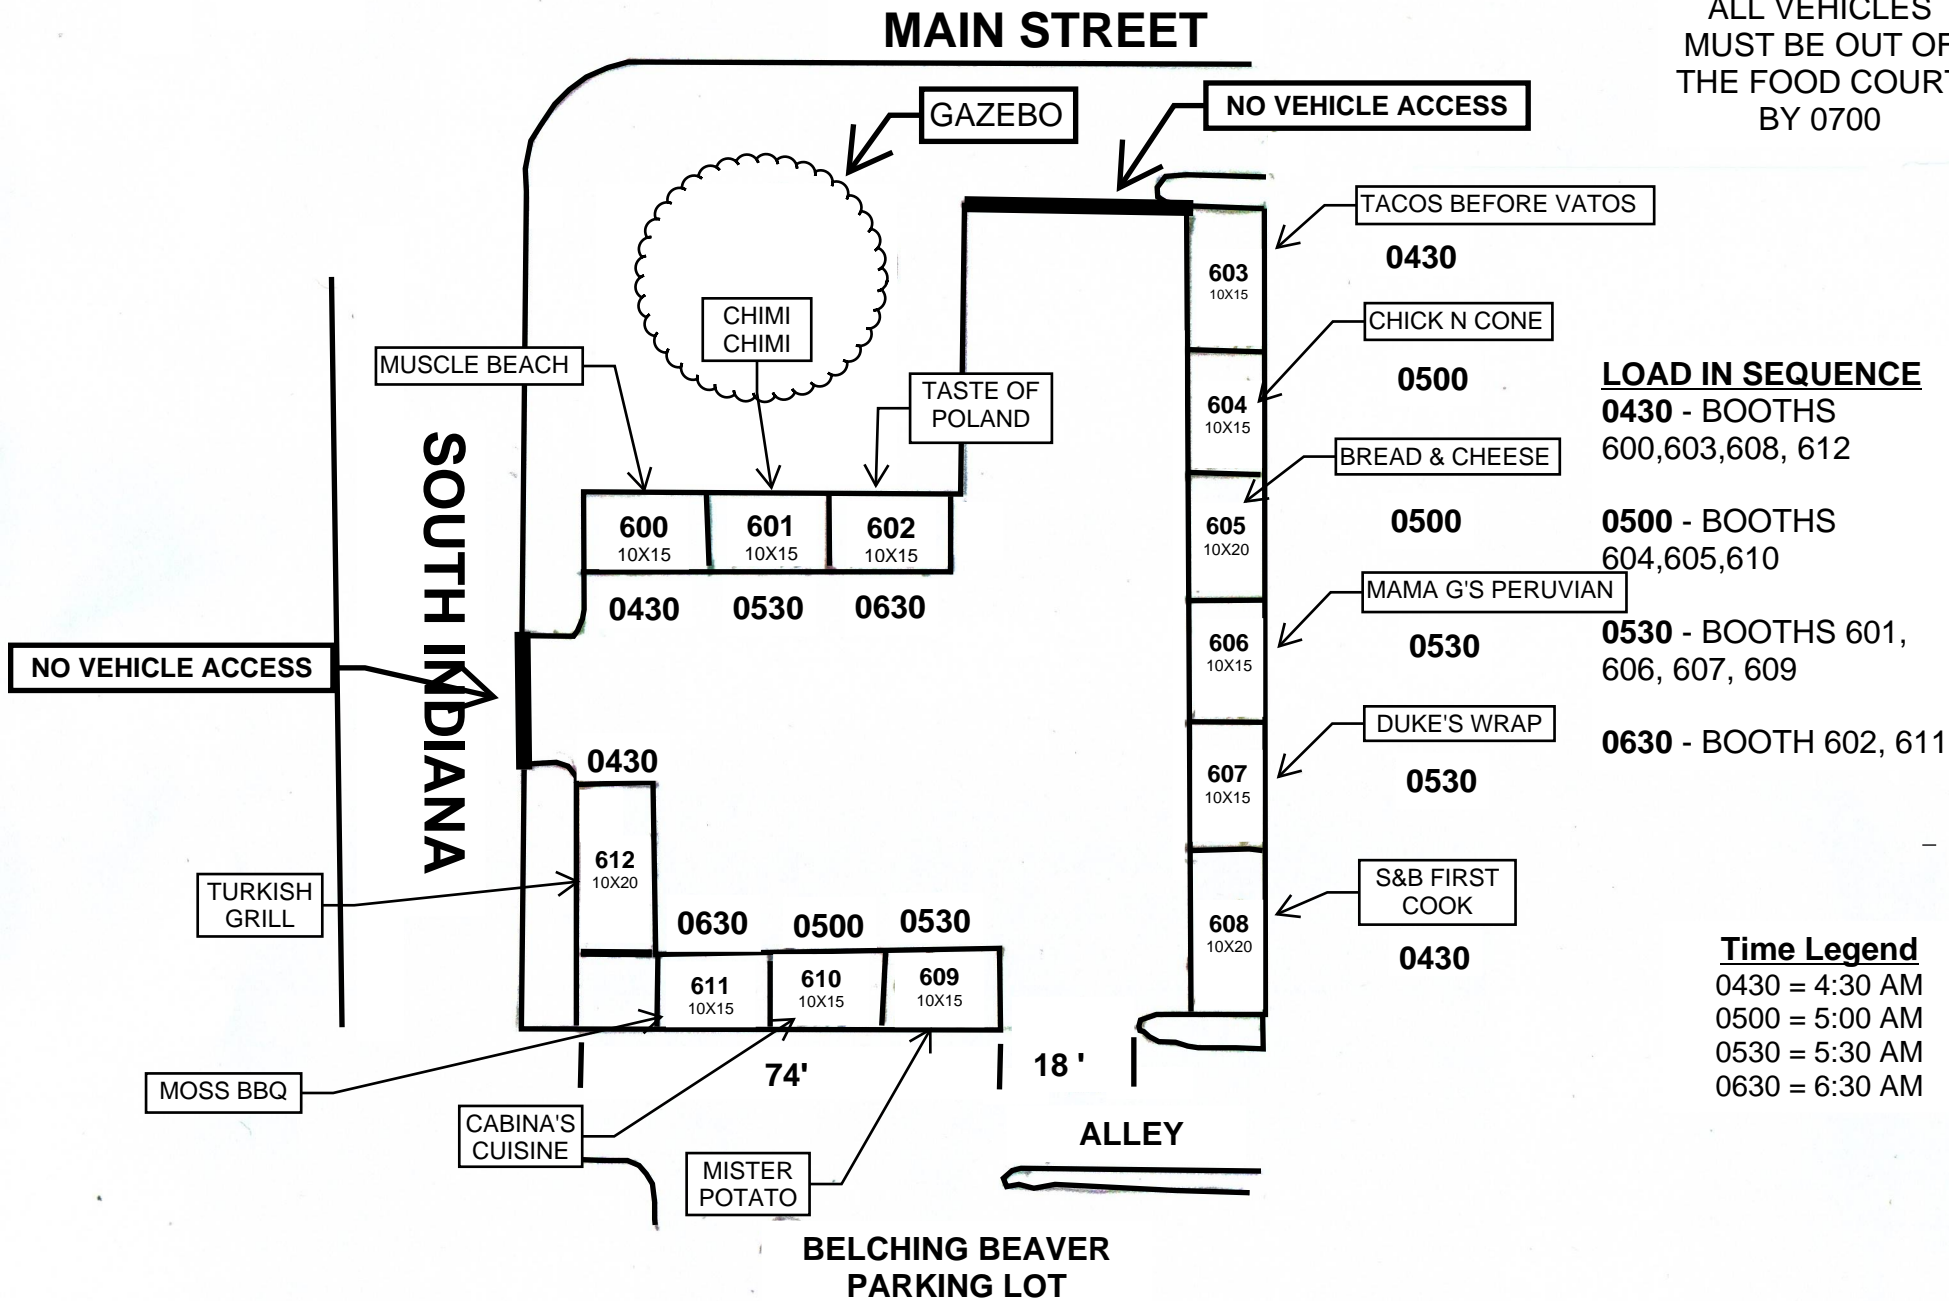 MAIN STREET
ALL VEHICLES
MUST BE OUT OF
THE FOOD COURT
BY 0700
GAZEBO
NO VEHICLE ACCESS
TACOS BEFORE VATOS
0430
603
10X15
CHIMI
CHIMI
CHICK N CONE
0500
MUSCLE BEACH
TASTE OF
POLAND
604
10X15
LOAD IN SEQUENCE
0430 - BOOTHS
600,603,608, 612
0500 - BOOTHS
604,605,610
0530 - BOOTHS 601,
606, 607, 609
0630 - BOOTH 602, 611
BREAD & CHEESE
0500
SOUTH INDIANA
600
10X15
601
10X15
602
10X15
605
10X20
0430
0530
0630
MAMA G'S PERUVIAN
0530
606
10X15
NO VEHICLE ACCESS
DUKE'S WRAP
0530
607
10X15
0430
612
10X20
TURKISH
GRILL
S&B FIRST
COOK
0430
608
10X20
0630
0500
0530
611
10X15
610
10X15
609
10X15
Time Legend
0430 = 4:30 AM
0500 = 5:00 AM
0530 = 5:30 AM
0630 = 6:30 AM
74'
18 '
MOSS BBQ
CABINA'S
CUISINE
MISTER
POTATO
ALLEY
BELCHING BEAVER
PARKING LOT